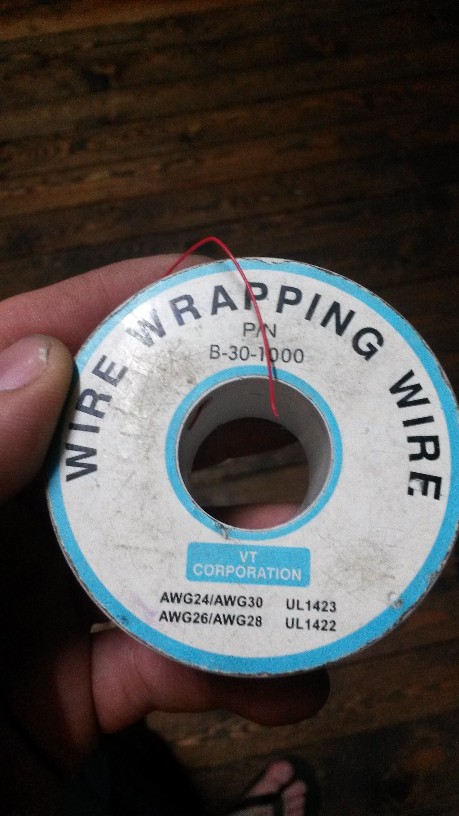 WIRE WRAPPING WIRE
P/N
B-30-1000
VT
CORPORATION
AWG24/AWG30 UL1423
AWG26/AWG28 UL1422